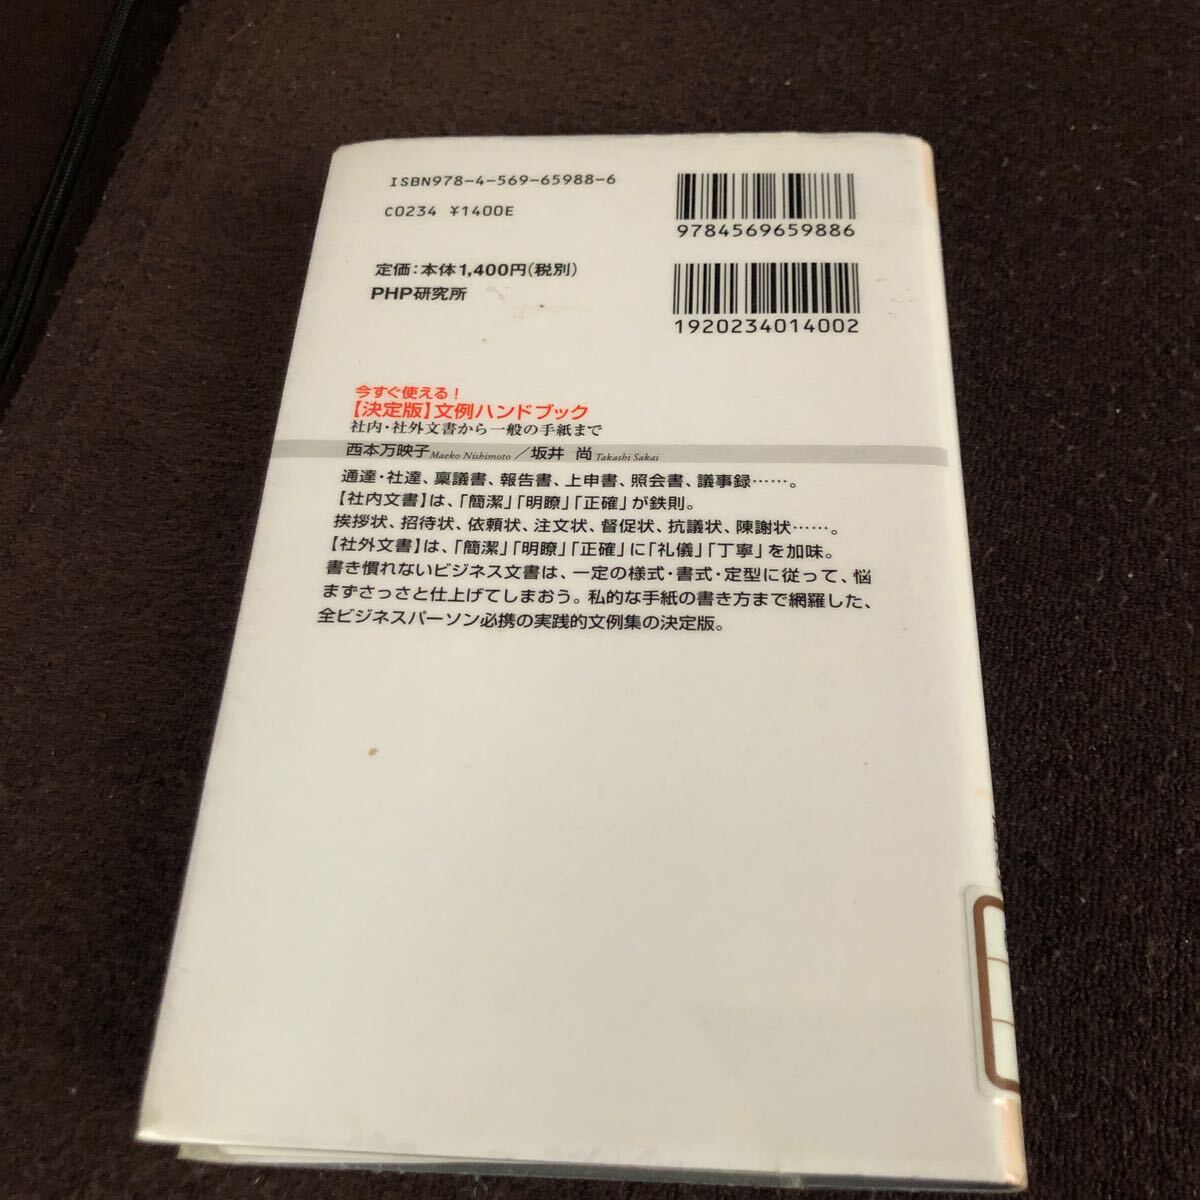 ISBN978-4-569-65988-6
C0234 ¥1400E
定価:本体1,400円(税別)
PHP研究所
9784569659886
1920234014002
今すぐ使える!
【決定版】文例ハンドブック
社内・社外文書から一般の手紙まで
西本万映子 Maeko Nishimoto/坂井 尚 Takashi Sakai
通達・社達、稟議書、報告書、上申書、照会書、議事録……。
【社内文書】は、「簡潔」「明瞭」「正確」が鉄則。
挨拶状、招待状、依頼状、注文状、督促状、抗議状、陳謝状……。
【社外文書】は、「簡潔」「明瞭」「正確」に「礼儀」「丁寧」を加味。
書き慣れないビジネス文書は、一定の様式・書式・定型に従って、悩
まずさっさと仕上げてしまおう。私的な手紙の書き方まで網羅した、
全ビジネスパーソン必携の実践的文例集の決定版。